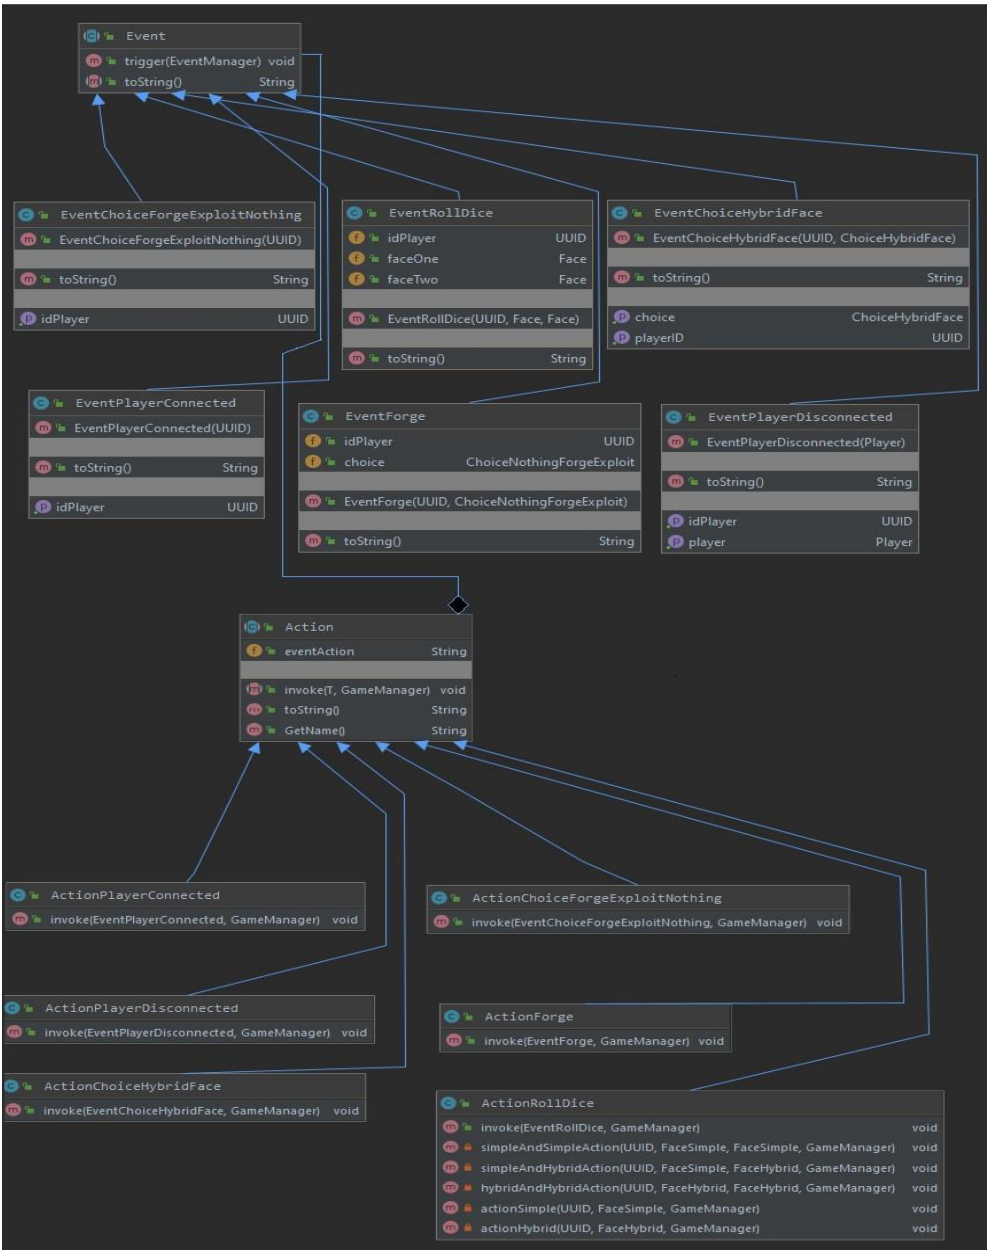 Event
trigger(EventManager) void
toString() String
EventChoiceForgeExploitNothing
EventChoiceForgeExploitNothing(UUID)
toString() String
idPlayer UUID
EventRollDice
idPlayer UUID
faceOne Face
faceTwo Face
EventRollDice(UUID, Face, Face)
toString() String
EventChoiceHybridFace
EventChoiceHybridFace(UUID, ChoiceHybridFace)
toString() String
choice ChoiceHybridFace
playerID UUID
EventPlayerConnected
EventPlayerConnected(UUID)
toString() String
idPlayer UUID
EventForge
idPlayer UUID
choice ChoiceNothingForgeExploit
EventForge(UUID, ChoiceNothingForgeExploit)
toString() String
EventPlayerDisconnected
EventPlayerDisconnected(Player)
toString() String
idPlayer UUID
player Player
Action
eventAction String
invoke(T, GameManager) void
toString() String
GetName() String
ActionPlayerConnected
invoke(EventPlayerConnected, GameManager) void
ActionChoiceForgeExploitNothing
invoke(EventChoiceForgeExploitNothing, GameManager) void
ActionPlayerDisconnected
invoke(EventPlayerDisconnected, GameManager) void
ActionForge
invoke(EventForge, GameManager) void
ActionChoiceHybridFace
invoke(EventChoiceHybridFace, GameManager) void
ActionRollDice
invoke(EventRollDice, GameManager) void
simpleAndSimpleAction(UUID, FaceSimple, FaceSimple, GameManager) void
simpleAndHybridAction(UUID, FaceSimple, FaceHybrid, GameManager) void
hybridAndHybridAction(UUID, FaceHybrid, FaceHybrid, GameManager) void
actionSimple(UUID, FaceSimple, GameManager) void
actionHybrid(UUID, FaceHybrid, GameManager) void